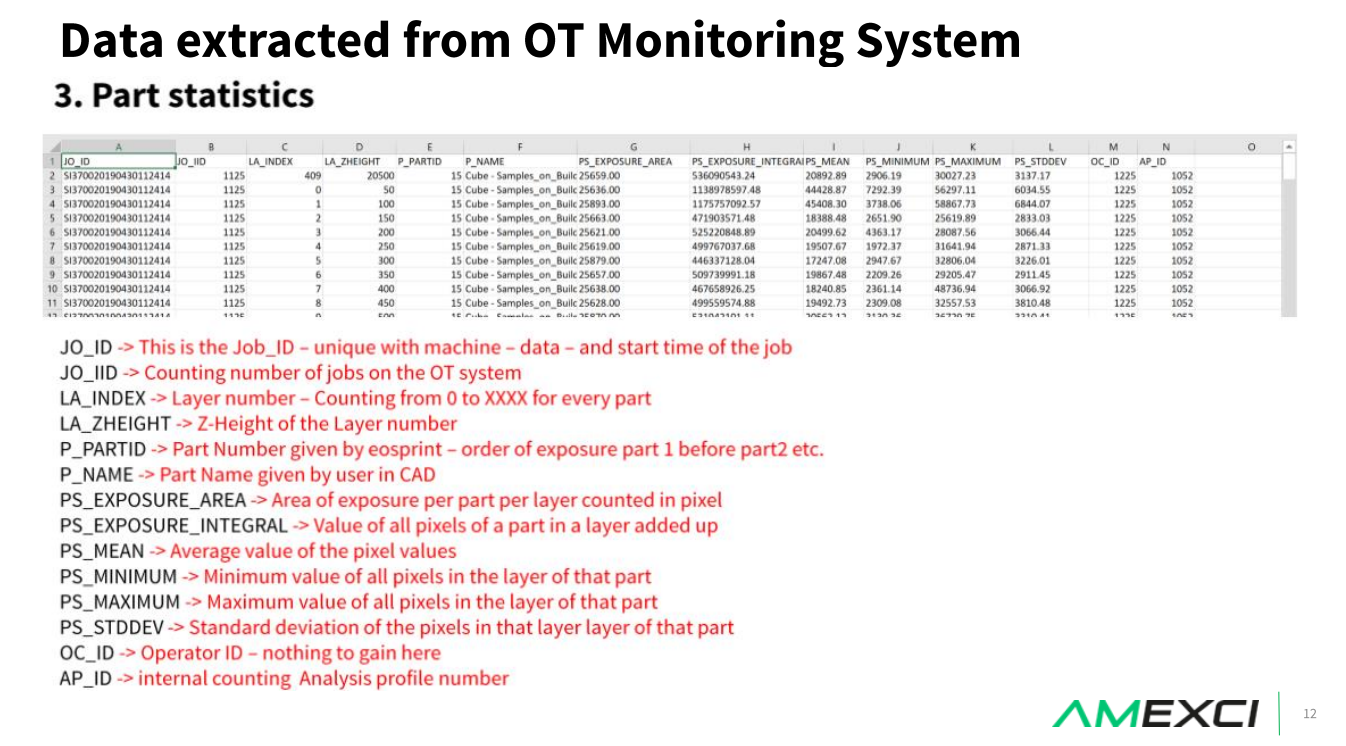 Data extracted from OT Monitoring System
3. Part statistics
A B C D E F G H I J K L M N O
1 JO_ID JO_IID LA_INDEX LA_ZHEIGHT P_PARTID P_NAME PS_EXPOSURE_AREA PS_EXPOSURE_INTEGRAL PS_MEAN PS_MINIMUM PS_MAXIMUM PS_STDDEV OC_ID AP_ID
2 SI370020190430112414 1125 409 20500 15 Cube - Samples_on_Builc 25659.00 536090543.24 20892.89 2906.19 30027.23 3137.17 1225 1052
3 SI370020190430112414 1125 0 50 15 Cube - Samples_on_Builc 25636.00 1138978597.48 44428.87 7292.39 56297.11 6034.55 1225 1052
4 SI370020190430112414 1125 1 100 15 Cube - Samples_on_Builc 25893.00 1175757092.57 45408.30 3738.06 58867.73 6844.07 1225 1052
5 SI370020190430112414 1125 2 150 15 Cube - Samples_on_Builc 25663.00 471903571.48 18388.48 2651.90 25619.89 2833.03 1225 1052
6 SI370020190430112414 1125 3 200 15 Cube - Samples_on_Builc 25621.00 525220848.89 20499.62 4363.17 28087.56 3066.44 1225 1052
7 SI370020190430112414 1125 4 250 15 Cube - Samples_on_Builc 25619.00 499767037.68 19507.67 1972.37 31641.94 2871.33 1225 1052
8 SI370020190430112414 1125 5 300 15 Cube - Samples_on_Builc 25879.00 446337128.04 17247.08 2947.67 32806.04 3226.01 1225 1052
9 SI370020190430112414 1125 6 350 15 Cube - Samples_on_Builc 25657.00 509739991.18 19867.48 2209.26 29205.47 2911.45 1225 1052
10 SI370020190430112414 1125 7 400 15 Cube - Samples_on_Builc 25638.00 467658926.25 18240.85 2361.14 48736.94 3066.92 1225 1052
11 SI370020190430112414 1125 8 450 15 Cube - Samples_on_Builc 25628.00 499559574.88 19492.73 2309.08 32557.53 3810.48 1225 1052
JO_ID -> This is the Job_ID – unique with machine – data – and start time of the job
JO_IID -> Counting number of jobs on the OT system
LA_INDEX -> Layer number – Counting from 0 to XXXX for every part
LA_ZHEIGHT -> Z-Height of the Layer number
P_PARTID -> Part Number given by eosprint – order of exposure part 1 before part2 etc.
P_NAME -> Part Name given by user in CAD
PS_EXPOSURE_AREA -> Area of exposure per part per layer counted in pixel
PS_EXPOSURE_INTEGRAL -> Value of all pixels of a part in a layer added up
PS_MEAN -> Average value of the pixel values
PS_MINIMUM -> Minimum value of all pixels in the layer of that part
PS_MAXIMUM -> Maximum value of all pixels in the layer of that part
PS_STDDEV -> Standard deviation of the pixels in that layer layer of that part
OC_ID -> Operator ID – nothing to gain here
AP_ID -> internal counting Analysis profile number
AMEXCI
12